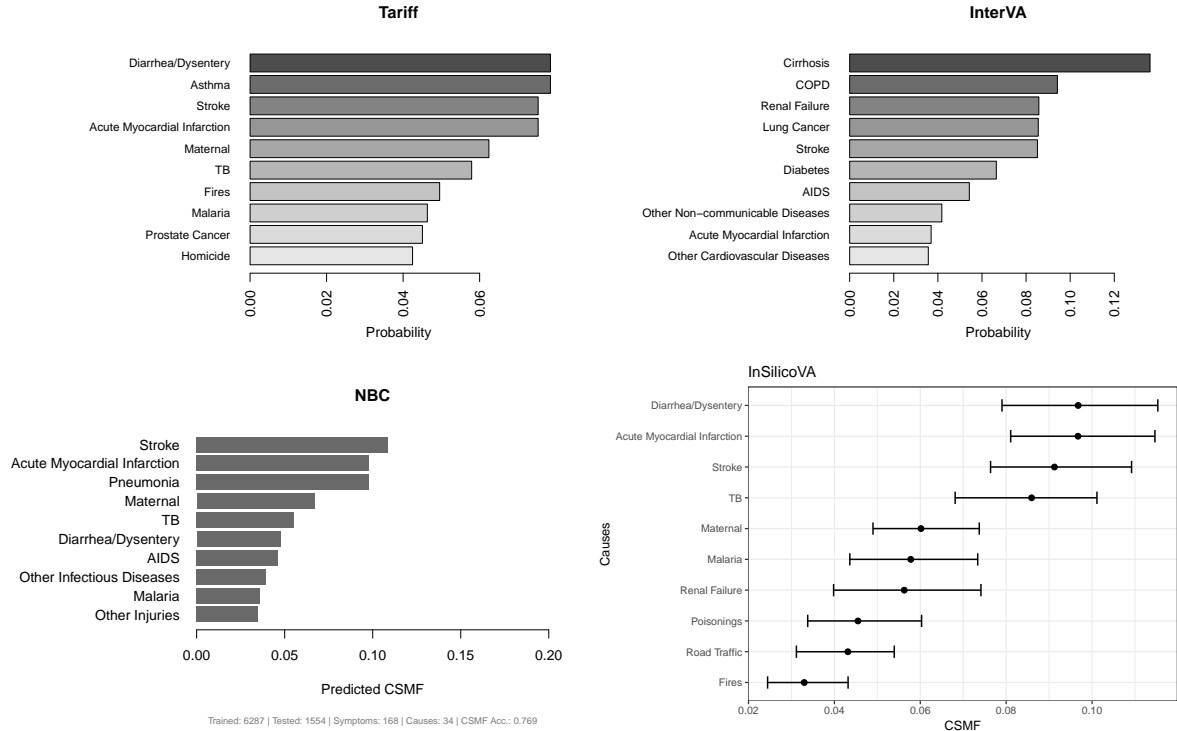 Tariff
Diarrhea/Dysentery
Asthma
Stroke
Acute Myocardial Infarction
Maternal
TB
Fires
Malaria
Prostate Cancer
Homicide
0.00
0.02
0.04
0.06
Probability
InterVA
Cirrhosis
COPD
Renal Failure
Lung Cancer
Stroke
Diabetes
AIDS
Other Non−communicable Diseases
Acute Myocardial Infarction
Other Cardiovascular Diseases
0.00
0.02
0.04
0.06
0.08
0.10
0.12
Probability
NBC
Stroke
Acute Myocardial Infarction
Pneumonia
Maternal
TB
Diarrhea/Dysentery
AIDS
Other Infectious Diseases
Malaria
Other Injuries
0.00 0.05 0.10 0.15 0.20
Predicted CSMF
Trained: 6287 | Tested: 1554 | Symptoms: 168 | Causes: 34 | CSMF Acc.: 0.769
InSilicoVA
Causes
Diarrhea/Dysentery
Acute Myocardial Infarction
Stroke
TB
Maternal
Malaria
Renal Failure
Poisonings
Road Traffic
Fires
0.02 0.04 0.06 0.08 0.10
CSMF